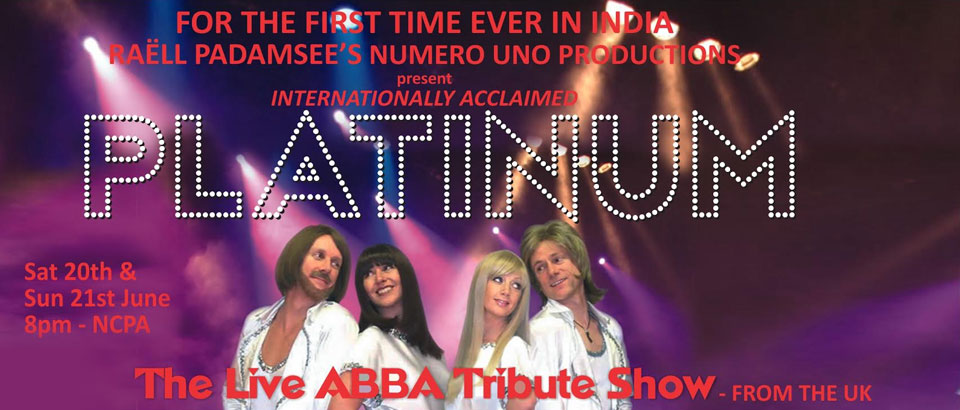 FOR THE FIRST TIME EVER IN INDIA
RAËLL PADAMSEE'S NUMERO UNO PRODUCTIONS
present
INTERNATIONALLY ACCLAIMED
PLATINUM
Sat 20th &
Sun 21st June
8pm - NCPA
The Live ABBA Tribute Show - FROM THE UK